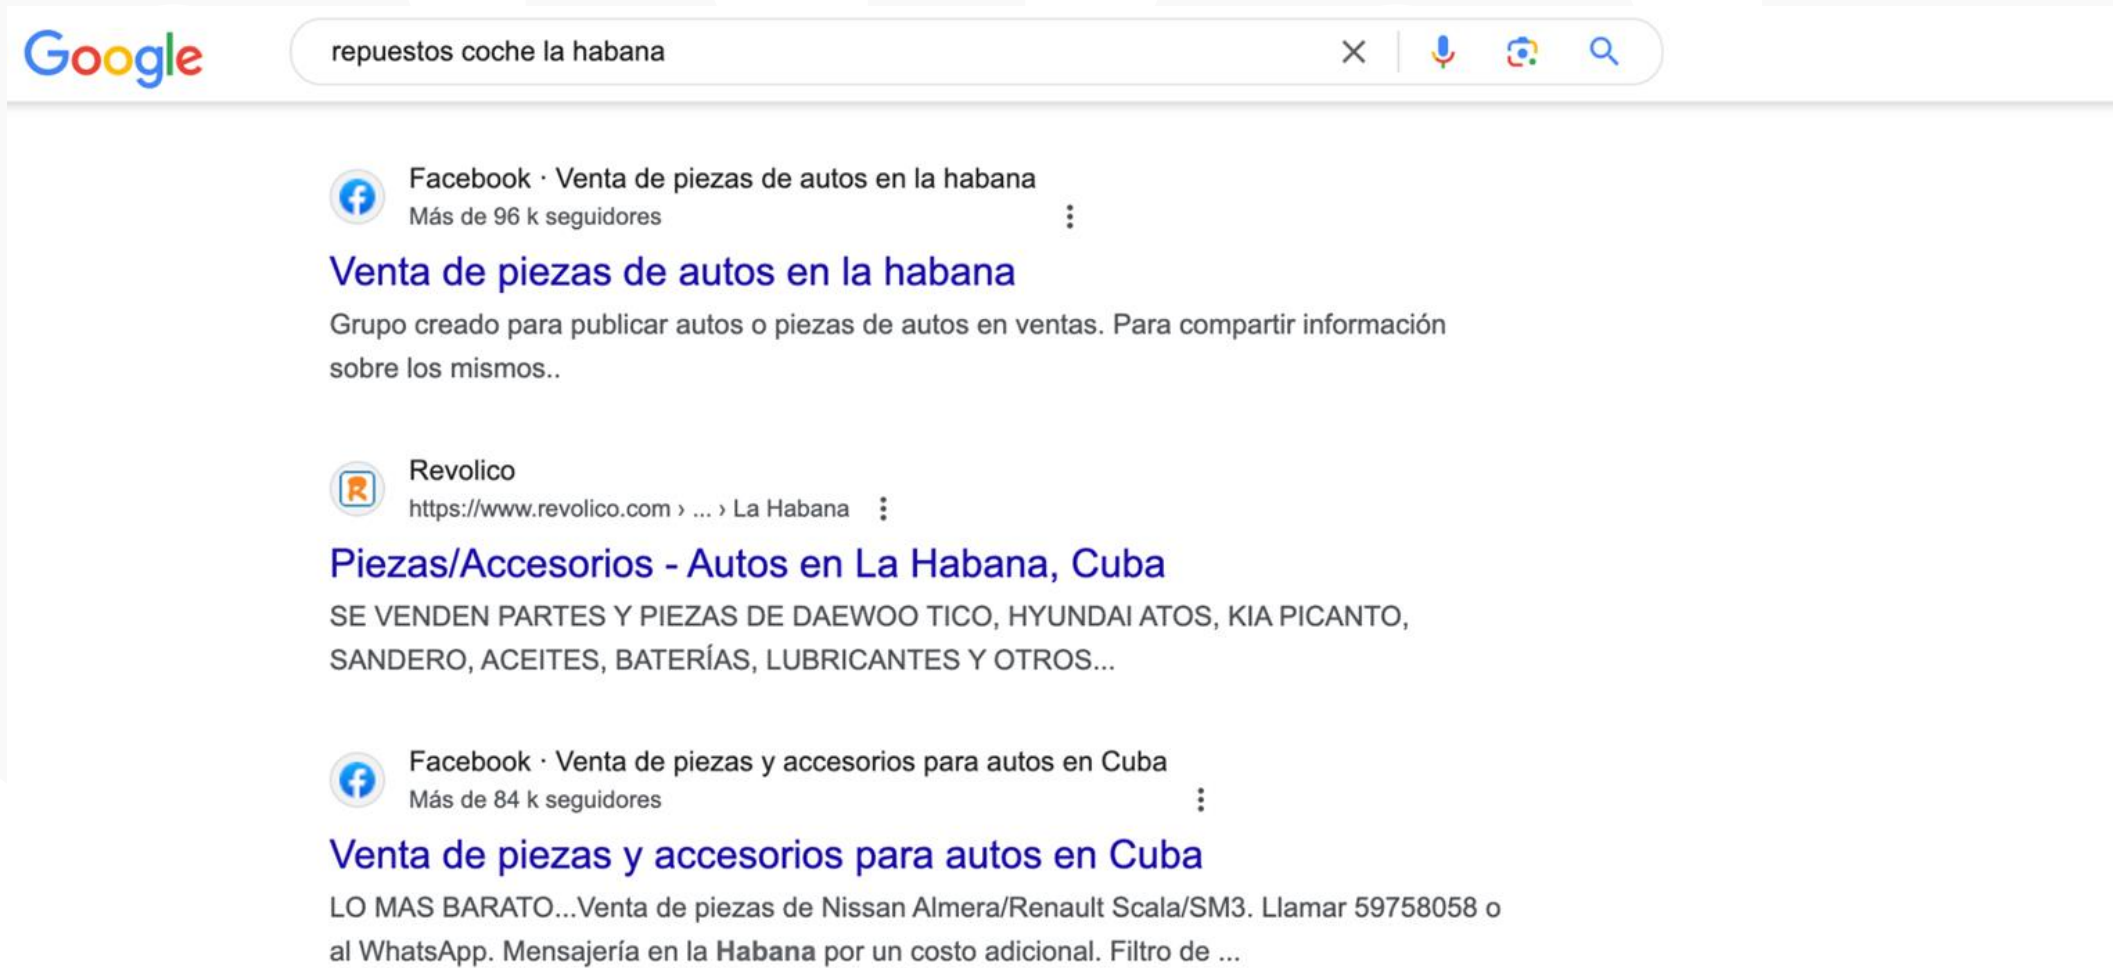 Google
repuestos coche la habana
Facebook · Venta de piezas de autos en la habana
Más de 96 k seguidores
Venta de piezas de autos en la habana
Grupo creado para publicar autos o piezas de autos en ventas. Para compartir información
sobre los mismos..
R
Revolico
https://www.revolico.com › ... › La Habana
Piezas/Accesorios - Autos en La Habana, Cuba
SE VENDEN PARTES Y PIEZAS DE DAEWOO TICO, HYUNDAI ATOS, KIA PICANTO,
SANDERO, ACEITES, BATERÍAS, LUBRICANTES Y OTROS...
Facebook · Venta de piezas y accesorios para autos en Cuba
Más de 84 k seguidores
Venta de piezas y accesorios para autos en Cuba
LO MAS BARATO...Venta de piezas de Nissan Almera/Renault Scala/SM3. Llamar 59758058 o
al WhatsApp. Mensajería en la Habana por un costo adicional. Filtro de ...